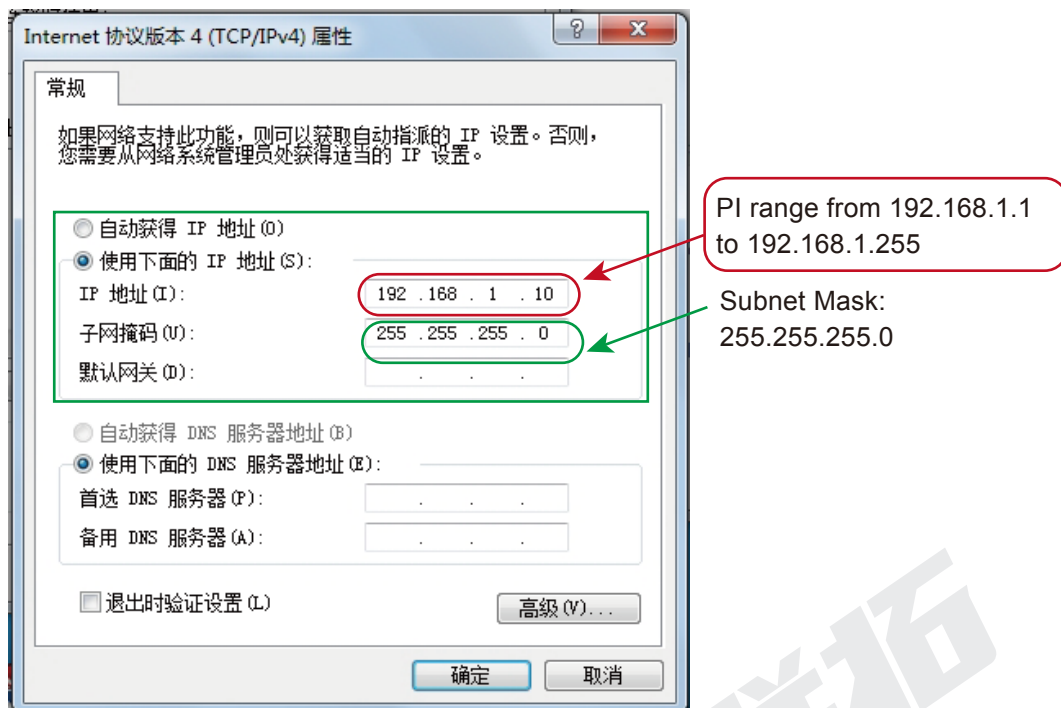 Internet 协议版本 4 (TCP/IPv4) 属性
常规
如果网络支持此功能，则可以获取自动指派的 IP 设置。否则，
您需要从网络系统管理员处获得适当的 IP 设置。
自动获得 IP 地址(O)
使用下面的 IP 地址(S):
IP 地址(I):
192 . 168 . 1 . 10
子网掩码(U):
255 . 255 . 255 . 0
默认网关(D):
. . .
自动获得 DNS 服务器地址(B)
使用下面的 DNS 服务器地址(E):
首选 DNS 服务器(P):
. . .
备用 DNS 服务器(A):
. . .
退出时验证设置(L)
高级(V)...
确定
取消
PI range from 192.168.1.1
to 192.168.1.255
Subnet Mask:
255.255.255.0